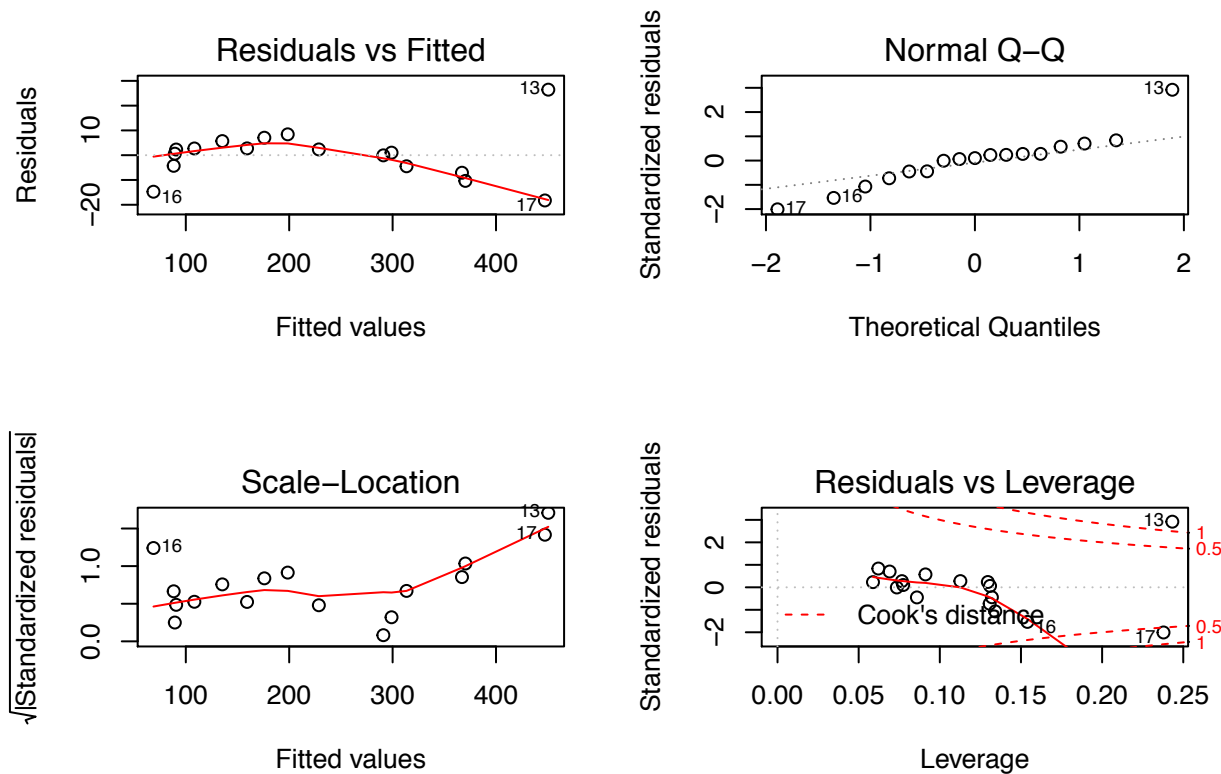 Residuals vs Fitted
Residuals
10
−20
13
16
17
100 200 300 400
Fitted values
Normal Q−Q
Standardized residuals
2
0
−2
13
16
17
−2 −1 0 1 2
Theoretical Quantiles
Scale−Location
√|Standardized residuals|
1.0
0.0
13
17
16
100 200 300 400
Fitted values
Residuals vs Leverage
Standardized residuals
2
0
−2
13
1
0.5
Cook's distance
16
0.5
17
1
0.00 0.05 0.10 0.15 0.20 0.25
Leverage